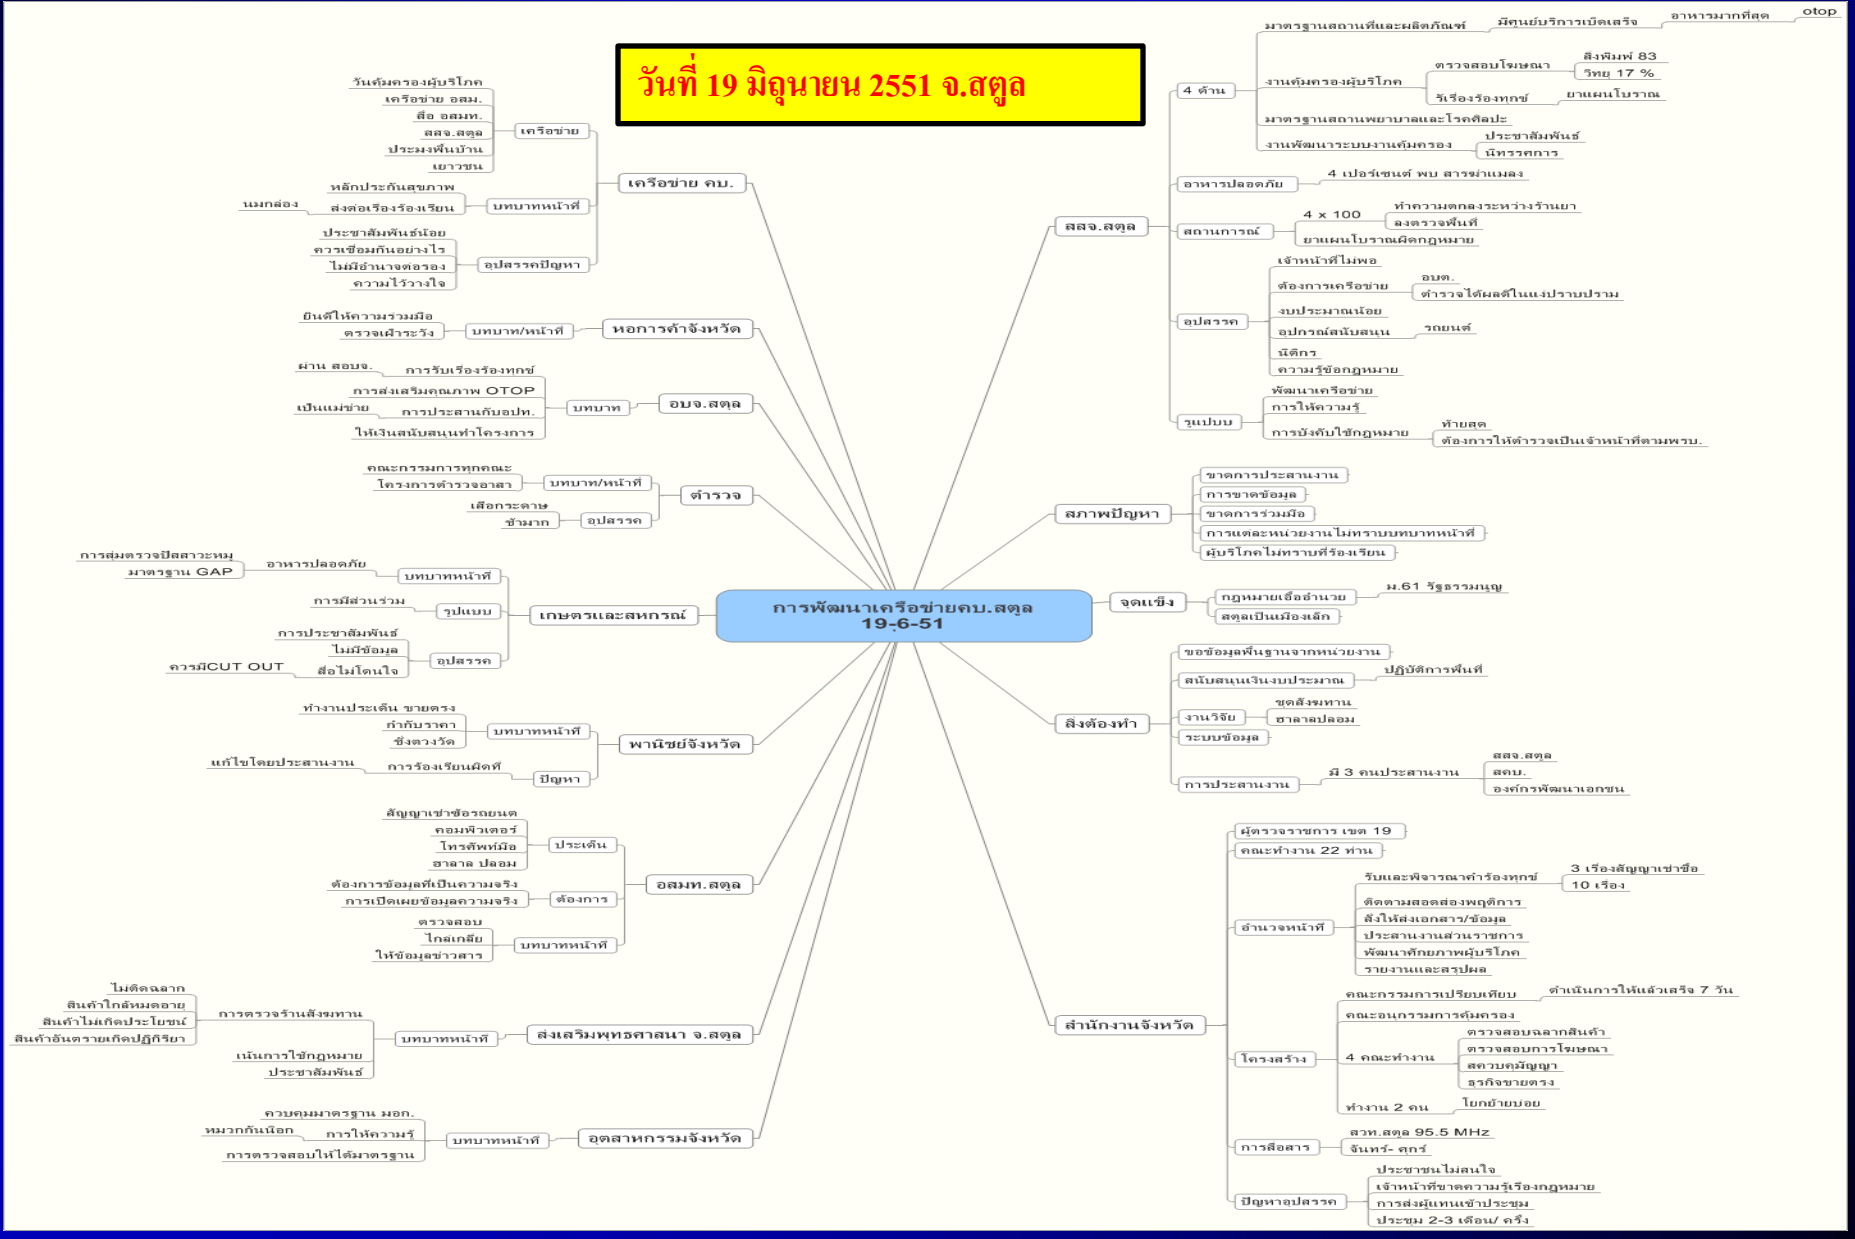 วันที่ 19 มิถุนายน 2551 จ.สตูล
การพัฒนาเครือข่ายคบ.สตูล
19-6-51
เครือข่าย คบ.
เครือข่าย
วันคุ้มครองผู้บริโภค
เครือข่าย อสม.
สื่อ อสมท.
สสจ.สตูล
ประมงพื้นบ้าน
เยาวชน
บทบาทหน้าที่
หลักประกันสุขภาพ
ส่งต่อเรื่องร้องเรียน
นมกล่อง
อุปสรรคปัญหา
ประชาสัมพันธ์น้อย
ควรเชื่อมกันอย่างไร
ไม่มีอำนาจต่อรอง
ความไว้วางใจ
หอการค้าจังหวัด
บทบาท/หน้าที่
ยินดีให้ความร่วมมือ
ตรวจเฝ้าระวัง
อบจ.สตูล
บทบาท
การรับเรื่องร้องทุกข์
ผ่าน สอบจ.
การส่งเสริมคุณภาพ OTOP
การประสานกับอปท.
เป็นแม่ข่าย
ให้เงินสนับสนุนทำโครงการ
ตำรวจ
บทบาท/หน้าที่
คณะกรรมการทุกคณะ
โครงการตำรวจอาสา
อุปสรรค
เสือกระดาษ
ช้ามาก
เกษตรและสหกรณ์
บทบาทหน้าที่
อาหารปลอดภัย
การสุ่มตรวจปัสสาวะหมู
มาตรฐาน GAP
รูปแบบ
การมีส่วนร่วม
อุปสรรค
การประชาสัมพันธ์
ไม่มีข้อมูล
สื่อไม่โดนใจ
ควรมีCUT OUT
พานิชย์จังหวัด
บทบาทหน้าที่
ทำงานประเด็น ขายตรง
กำกับราคา
ชั่งตวงวัด
ปัญหา
การร้องเรียนผิดที่
แก้ไขโดยประสานงาน
อสมท.สตูล
ประเด็น
สัญญาเช่าซื้อรถยนต
คอมพิวเตอร์
โทรศัพท์มือ
ฮาลาล ปลอม
ต้องการ
ต้องการข้อมูลที่เป็นความจริง
การเปิดเผยข้อมูลความจริง
บทบาทหน้าที่
ตรวจสอบ
ไกล่เกลี่ย
ให้ข้อมูลข่าวสาร
ส่งเสริมพุทธศาสนา จ.สตูล
บทบาทหน้าที่
การตรวจร้านสังฆทาน
ไม่ติดฉลาก
สินค้าใกล้หมดอายุ
สินค้าไม่เกิดประโยชน์
สินค้าอันตรายเกิดปฏิกิริยา
เน้นการใช้กฎหมาย
ประชาสัมพันธ์
อุตสาหกรรมจังหวัด
บทบาทหน้าที่
ควบคุมมาตรฐาน มอก.
การให้ความรู้
หมวกกันน๊อก
การตรวจสอบให้ได้มาตรฐาน
สสจ.สตูล
4 ด้าน
มาตรฐานสถานที่และผลิตภัณฑ์
มีศูนย์บริการเบ็ดเสร็จ
อาหารมากที่สุด
otop
งานคุ้มครองผู้บริโภค
ตรวจสอบโฆษณา
สิ่งพิมพ์ 83
วิทยุ 17 %
รัเรื่องร้องทุกข์
ยาแผนโบราณ
มาตรฐานสถานพยาบาลและโรคศิลปะ
งานพัฒนาระบบงานคุ้มครอง
ประชาสัมพันธ์
นิทรรศการ
อาหารปลอดภัย
4 เปอร์เซนต์ พบ สารฆ่าแมลง
สถานการณ์
4 x 100
ทำความตกลงระหว่างร้านยา
ลงตรวจพื้นที่
ยาแผนโบราณผิดกฎหมาย
อุปสรรค
เจ้าหน้าที่ไม่พอ
ต้องการเครือข่าย
อบต.
ตำรวจได้ผลดีในแง่ปราบปราม
งบประมาณน้อย
อุปกรณ์สนับสนุน
รถยนต์
นิติกร
ความรู้ข้อกฎหมาย
รูแปบบ
พัฒนาเครือข่าย
การให้ความรู้
การบังคับใช้กฎหมาย
ท้ายสุด
ต้องการให้ตำรวจเป็นเจ้าหน้าที่ตามพรบ.
สภาพปัญหา
ขาดการประสานงาน
การขาดข้อมูล
ขาดการร่วมมือ
การแต่ละหน่วยงานไม่ทราบบทบาทหน้าที่
ผู้บริโภคไม่ทราบที่ร้องเรียน
จุดแข็ง
กฎหมายเอื้ออำนวย
ม.61 รัฐธรรมนูญ
สตูลเป็นเมืองเล็ก
สิ่งต้องทำ
ขอข้อมูลพื้นฐานจากหน่วยงาน
สนับสนุนเงินงบประมาณ
ปฏิบัติการพื้นที่
งานวิจัย
ชุดสังฆทาน
ฮาลาลปลอม
ระบบข้อมูล
การประสานงาน
มี 3 คนประสานงาน
สสจ.สตูล
สคบ.
องค์กรพัฒนาเอกชน
สำนักงานจังหวัด
ผู้ตรวจราชการ เขต 19
คณะทำงาน 22 ท่าน
อำนาจหน้าที่
รับและพิจารณาคำร้องทุกข์
3 เรื่องสัญญาเช่าซื้อ
10 เรื่อง
ติดตามสอดส่องพฤติการ
สั่งให้ส่งเอกสาร/ข้อมูล
ประสานงานส่วนราชการ
พัฒนาศักยภาพผู้บริโภค
รายงานและสรุปผล
โครงสร้าง
คณะกรรมการเปรียบเทียบ
ดำเนินการให้แล้วเสร็จ 7 วัน
คณะอนุกรรมการคุ้มครอง
4 คณะทำงาน
ตรวจสอบฉลากสินค้า
ตรวจสอบการโฆษณา
สควบคุมัญญา
ธุรกิจขายตรง
ทำงาน 2 คน
โยกย้ายบ่อย
การสื่อสาร
สวท.สตูล 95.5 MHz
จันทร์- ศุกร์
ปัญหาอุปสรรค
ประชาชนไม่สนใจ
เจ้าหน้าที่ขาดความรู้เรื่องกฎหมาย
การส่งผู้แทนเข้าประชุม
ประชุม 2-3 เดือน/ ครั้ง